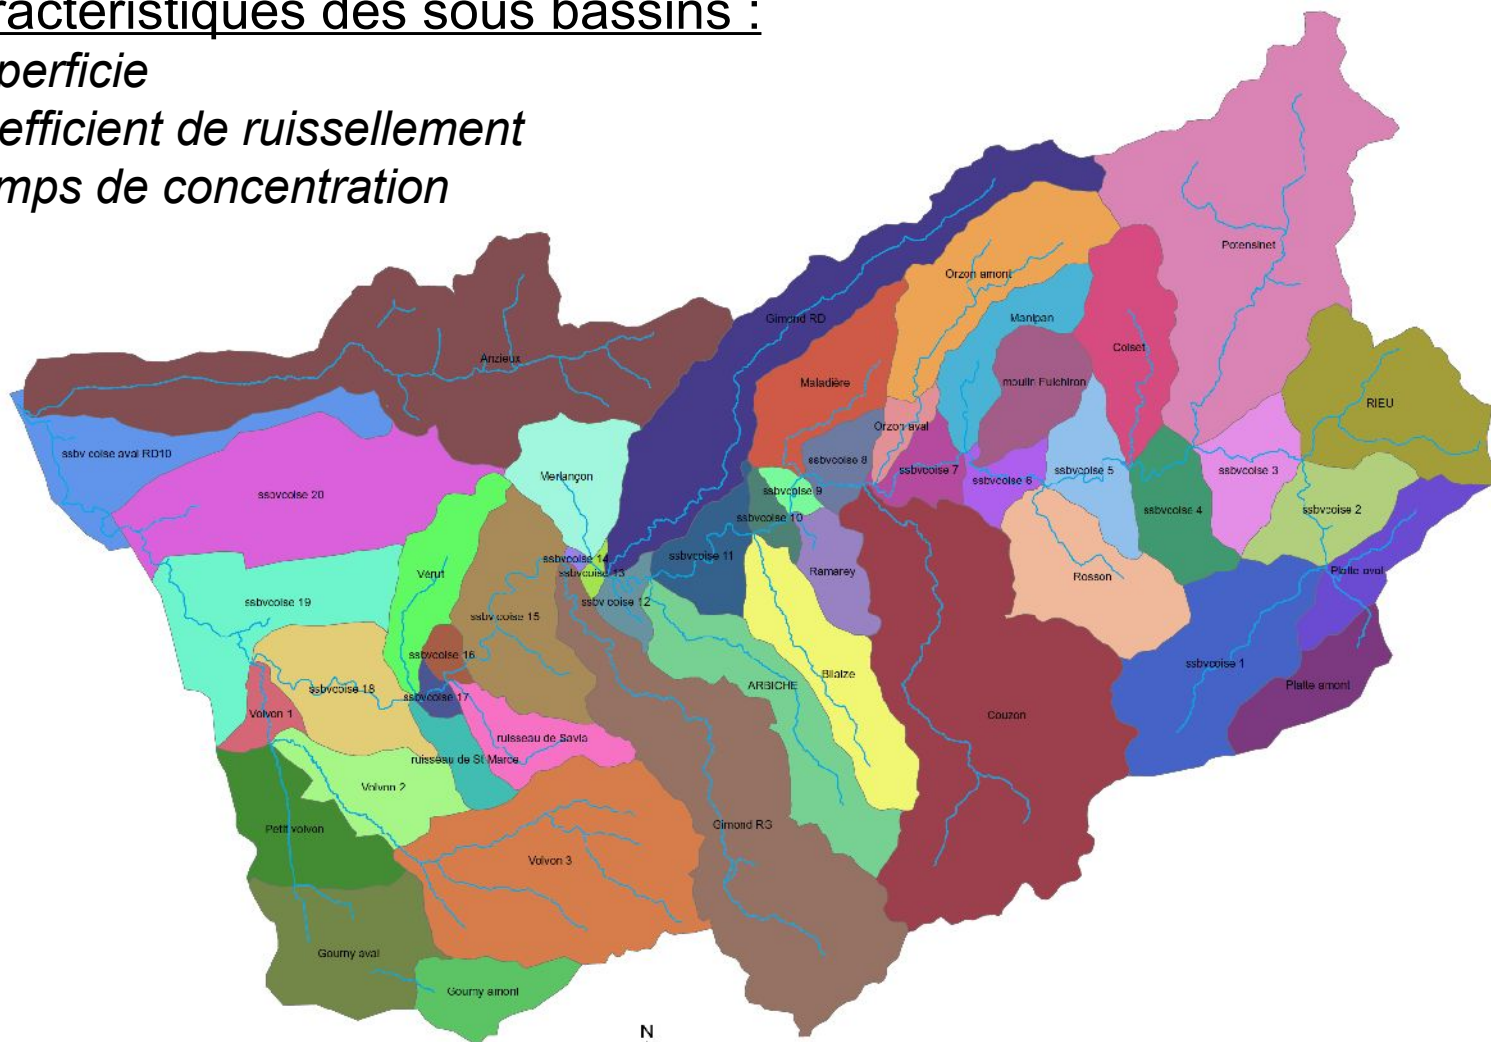 ractéristiques des sous bassins :
perficie
efficient de ruissellement
mps de concentration
Potensinet
Orzon amont
Gimond RD
Manipan
Coiset
Anzieux
Maladière
moulin Fulchiron
RIEU
Orzon aval
ssbv coise aval RD10
ssbvcoise 8
ssbvcoise 7
ssbvcoise 5
ssbvcoise 3
Merlançon
ssbvcoise 6
ssbvcoise 20
ssbvcoise 9
ssbvcoise 4
ssbvcoise 2
ssbvcoise 10
ssbvcoise 14
ssbvcoise 11
ssbvcoise 13
Vérut
Ramarey
Rosson
Platte aval
ssbvcoise 19
ssbv coise 12
ssbv coise 15
ssbvcoise 16
ssbvcoise 1
Bilaize
ARBICHE
Platte amont
ssbvcoise 18
ssbvcoise 17
Volvon 1
Couzon
ruisseau de Savia
ruisseau de St Marce
Volvon 2
Gimond RG
Petit volvon
Volvon 3
Gourny aval
Gourny amont
N